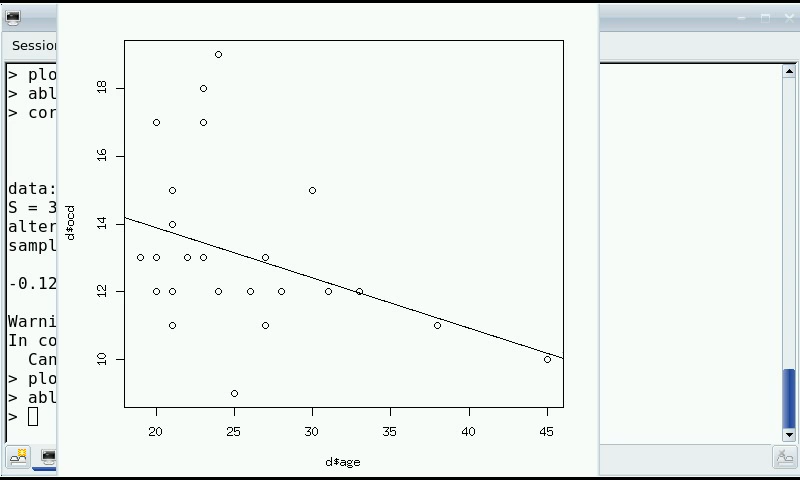 Session
> plo
> abl
> cor
data:
S = 3
alter
sampl
-0.12
Warni
In co
Can
> plo
> abl
>
18
16
14
12
10
d$ocd
20 25 30 35 40 45
d$age